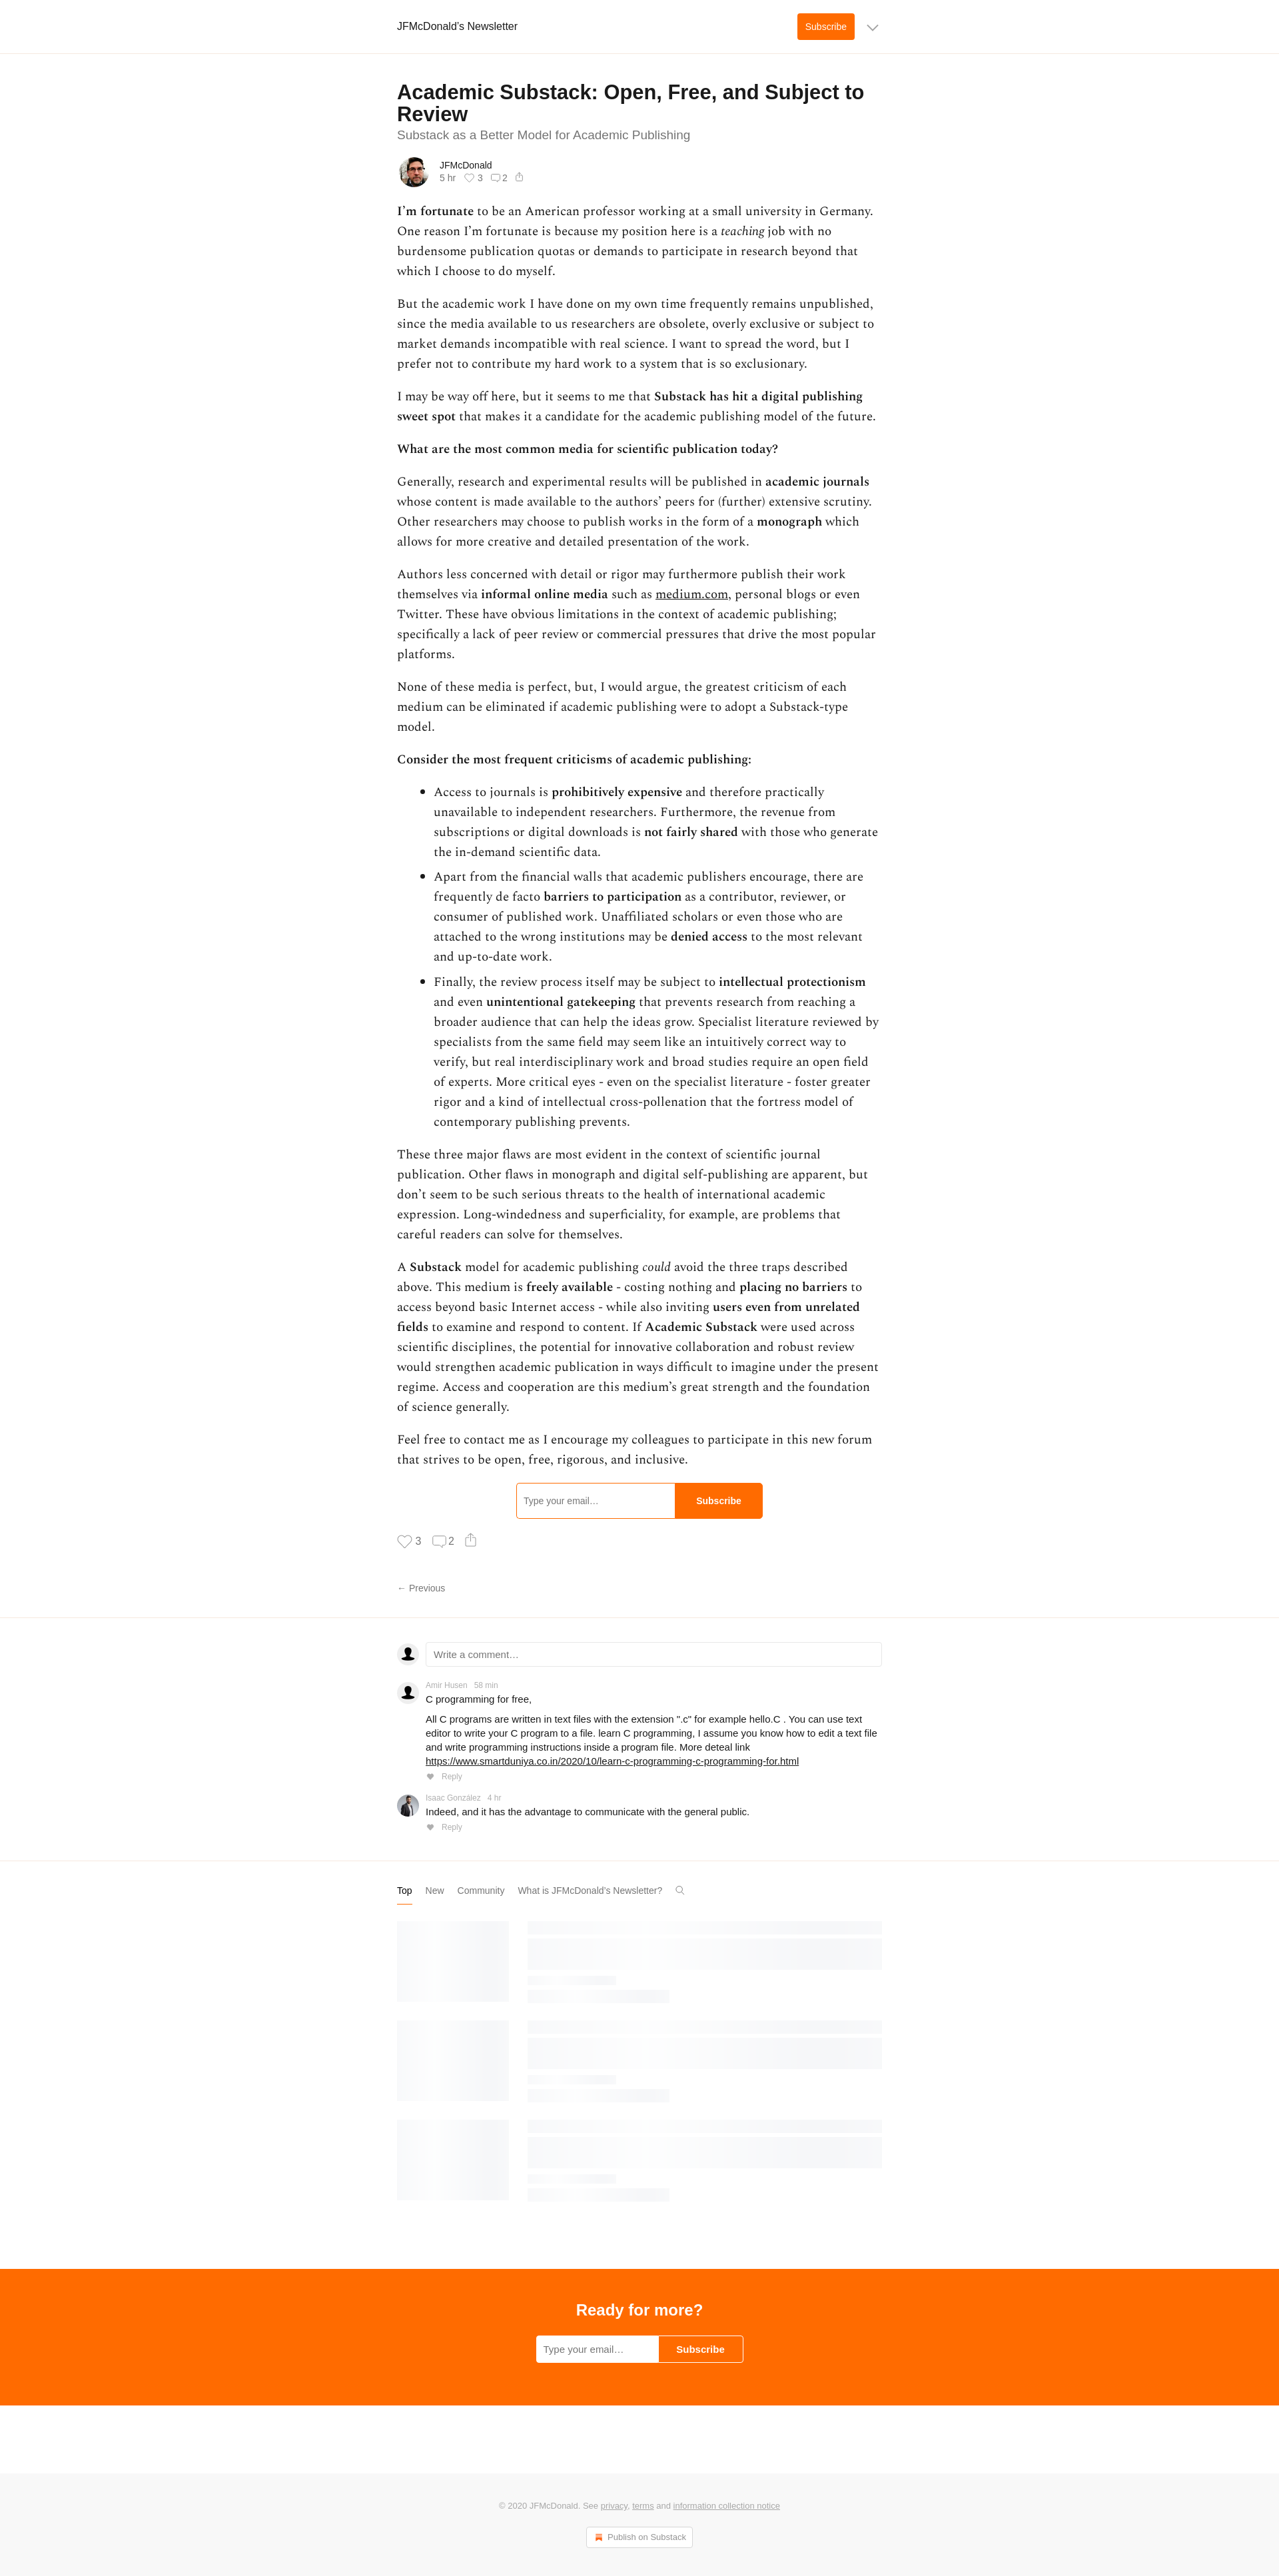 JFMcDonald’s Newsletter
Subscribe
Academic Substack: Open, Free, and Subject to
Review
Substack as a Better Model for Academic Publishing
JFMcDonald
5 hr 3 2
I’m fortunate to be an American professor working at a small university in Germany.
One reason I’m fortunate is because my position here is a teaching job with no
burdensome publication quotas or demands to participate in research beyond that
which I choose to do myself.
But the academic work I have done on my own time frequently remains unpublished,
since the media available to us researchers are obsolete, overly exclusive or subject to
market demands incompatible with real science. I want to spread the word, but I
prefer not to contribute my hard work to a system that is so exclusionary.
I may be way off here, but it seems to me that Substack has hit a digital publishing
sweet spot that makes it a candidate for the academic publishing model of the future.
What are the most common media for scientific publication today?
Generally, research and experimental results will be published in academic journals
whose content is made available to the authors’ peers for (further) extensive scrutiny.
Other researchers may choose to publish works in the form of a monograph which
allows for more creative and detailed presentation of the work.
Authors less concerned with detail or rigor may furthermore publish their work
themselves via informal online media such as medium.com, personal blogs or even
Twitter. These have obvious limitations in the context of academic publishing;
specifically a lack of peer review or commercial pressures that drive the most popular
platforms.
None of these media is perfect, but, I would argue, the greatest criticism of each
medium can be eliminated if academic publishing were to adopt a Substack-type
model.
Consider the most frequent criticisms of academic publishing:
Access to journals is prohibitively expensive and therefore practically
unavailable to independent researchers. Furthermore, the revenue from
subscriptions or digital downloads is not fairly shared with those who generate
the in-demand scientific data.
Apart from the financial walls that academic publishers encourage, there are
frequently de facto barriers to participation as a contributor, reviewer, or
consumer of published work. Unaffiliated scholars or even those who are
attached to the wrong institutions may be denied access to the most relevant
and up-to-date work.
Finally, the review process itself may be subject to intellectual protectionism
and even unintentional gatekeeping that prevents research from reaching a
broader audience that can help the ideas grow. Specialist literature reviewed by
specialists from the same field may seem like an intuitively correct way to
verify, but real interdisciplinary work and broad studies require an open field
of experts. More critical eyes - even on the specialist literature - foster greater
rigor and a kind of intellectual cross-pollenation that the fortress model of
contemporary publishing prevents.
These three major flaws are most evident in the context of scientific journal
publication. Other flaws in monograph and digital self-publishing are apparent, but
don’t seem to be such serious threats to the health of international academic
expression. Long-windedness and superficiality, for example, are problems that
careful readers can solve for themselves.
A Substack model for academic publishing could avoid the three traps described
above. This medium is freely available - costing nothing and placing no barriers to
access beyond basic Internet access - while also inviting users even from unrelated
fields to examine and respond to content. If Academic Substack were used across
scientific disciplines, the potential for innovative collaboration and robust review
would strengthen academic publication in ways difficult to imagine under the present
regime. Access and cooperation are this medium’s great strength and the foundation
of science generally.
Feel free to contact me as I encourage my colleagues to participate in this new forum
that strives to be open, free, rigorous, and inclusive.
Type your email… Subscribe
3 2
← Previous
Write a comment…
Amir Husen 58 min
C programming for free,
All C programs are written in text files with the extension ".c" for example hello.C . You can use text
editor to write your C program to a file. learn C programming, I assume you know how to edit a text file
and write programming instructions inside a program file. More deteal link
https://www.smartduniya.co.in/2020/10/learn-c-programming-c-programming-for.html
Reply
Isaac González 4 hr
Indeed, and it has the advantage to communicate with the general public.
Reply
Top New Community What is JFMcDonald’s Newsletter?
Ready for more?
Type your email… Subscribe
© 2020 JFMcDonald. See privacy, terms and information collection notice
Publish on Substack